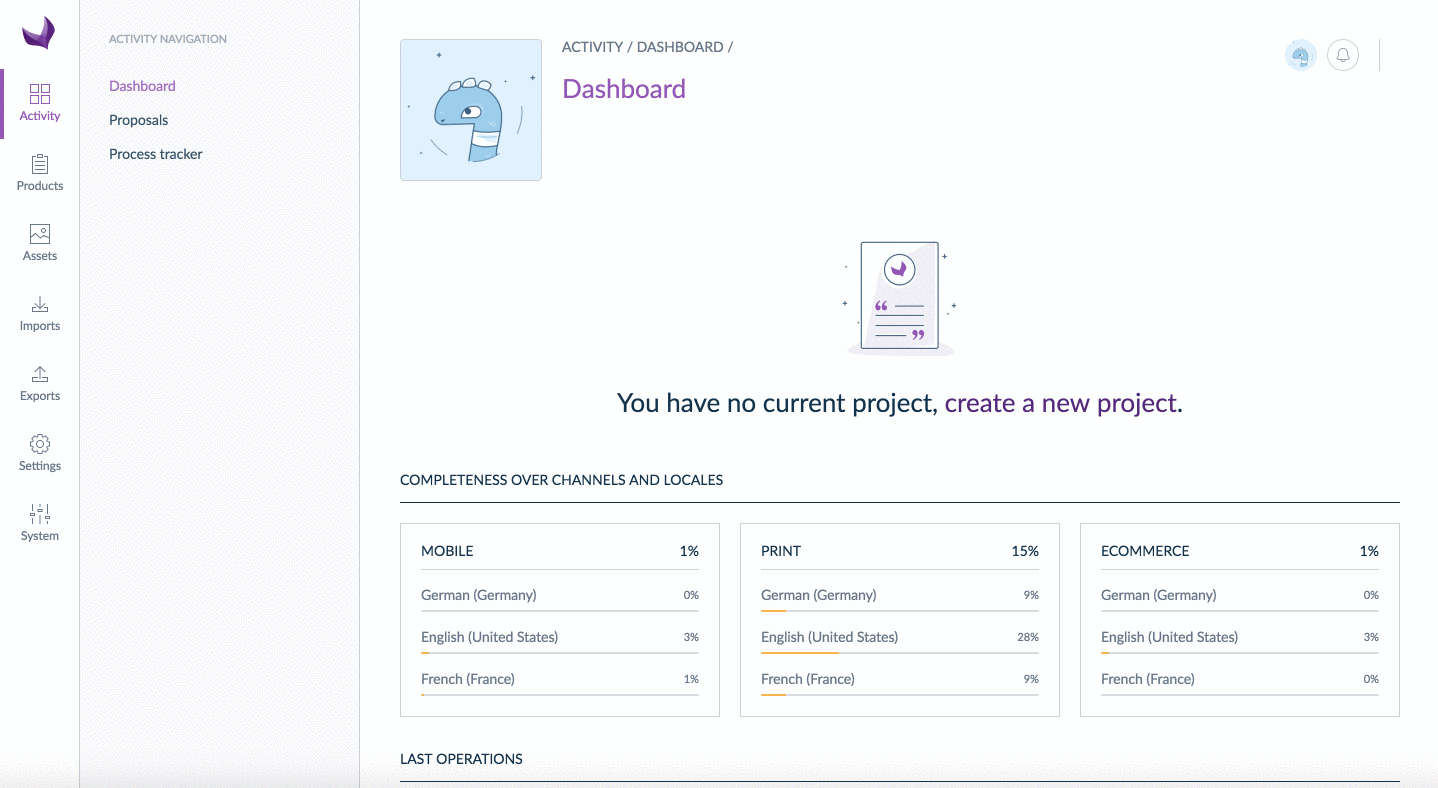 Activity
Products
Assets
Imports
Exports
Settings
System
ACTIVITY NAVIGATION
Dashboard
Proposals
Process tracker
ACTIVITY / DASHBOARD /
Dashboard
You have no current project, create a new project.
COMPLETENESS OVER CHANNELS AND LOCALES
MOBILE 1%
German (Germany) 0%
English (United States) 3%
French (France) 1%
PRINT 15%
German (Germany) 9%
English (United States) 28%
French (France) 9%
ECOMMERCE 1%
German (Germany) 0%
English (United States) 3%
French (France) 0%
LAST OPERATIONS